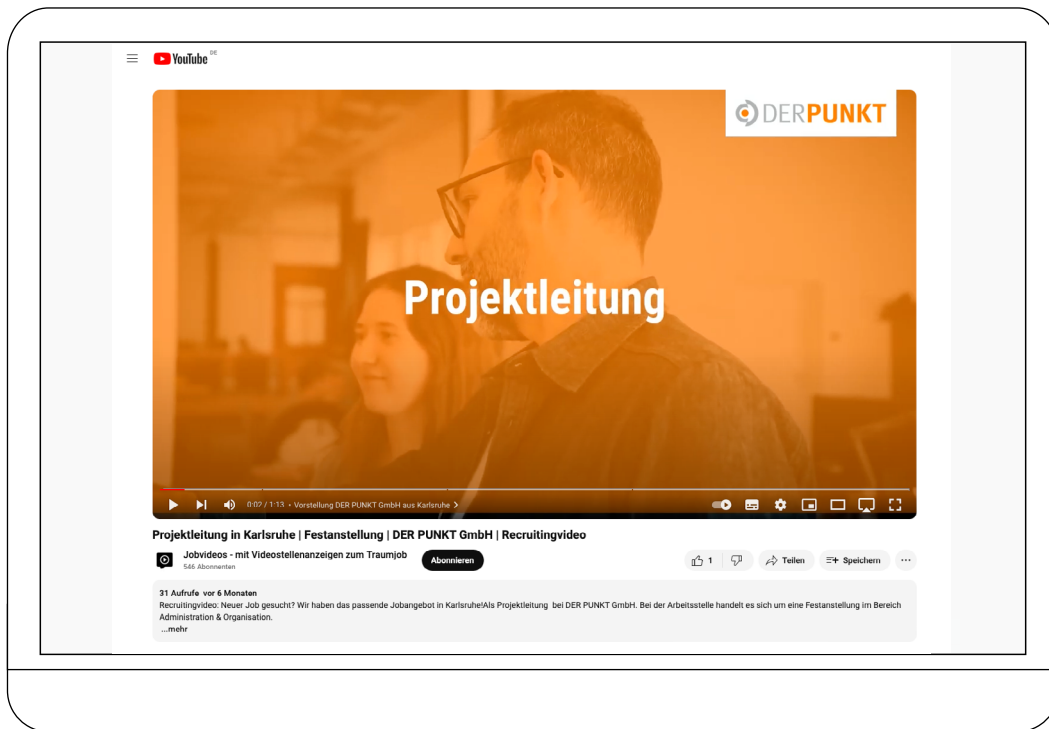 YouTube DE
DERPUNKT
Projektleitung
0:02 / 1:13 • Vorstellung DER PUNKT GmbH aus Karlsruhe >
Projektleitung in Karlsruhe | Festanstellung | DER PUNKT GmbH | Recruitingvideo
Jobvideos - mit Videostellenanzeigen zum Traumjob
546 Abonnenten
Abonnieren
1
Teilen
Speichern
31 Aufrufe vor 6 Monaten
Recruitingvideo: Neuer Job gesucht? Wir haben das passende Jobangebot in Karlsruhe!Als Projektleitung bei DER PUNKT GmbH. Bei der Arbeitsstelle handelt es sich um eine Festanstellung im Bereich
Administration & Organisation.
...mehr